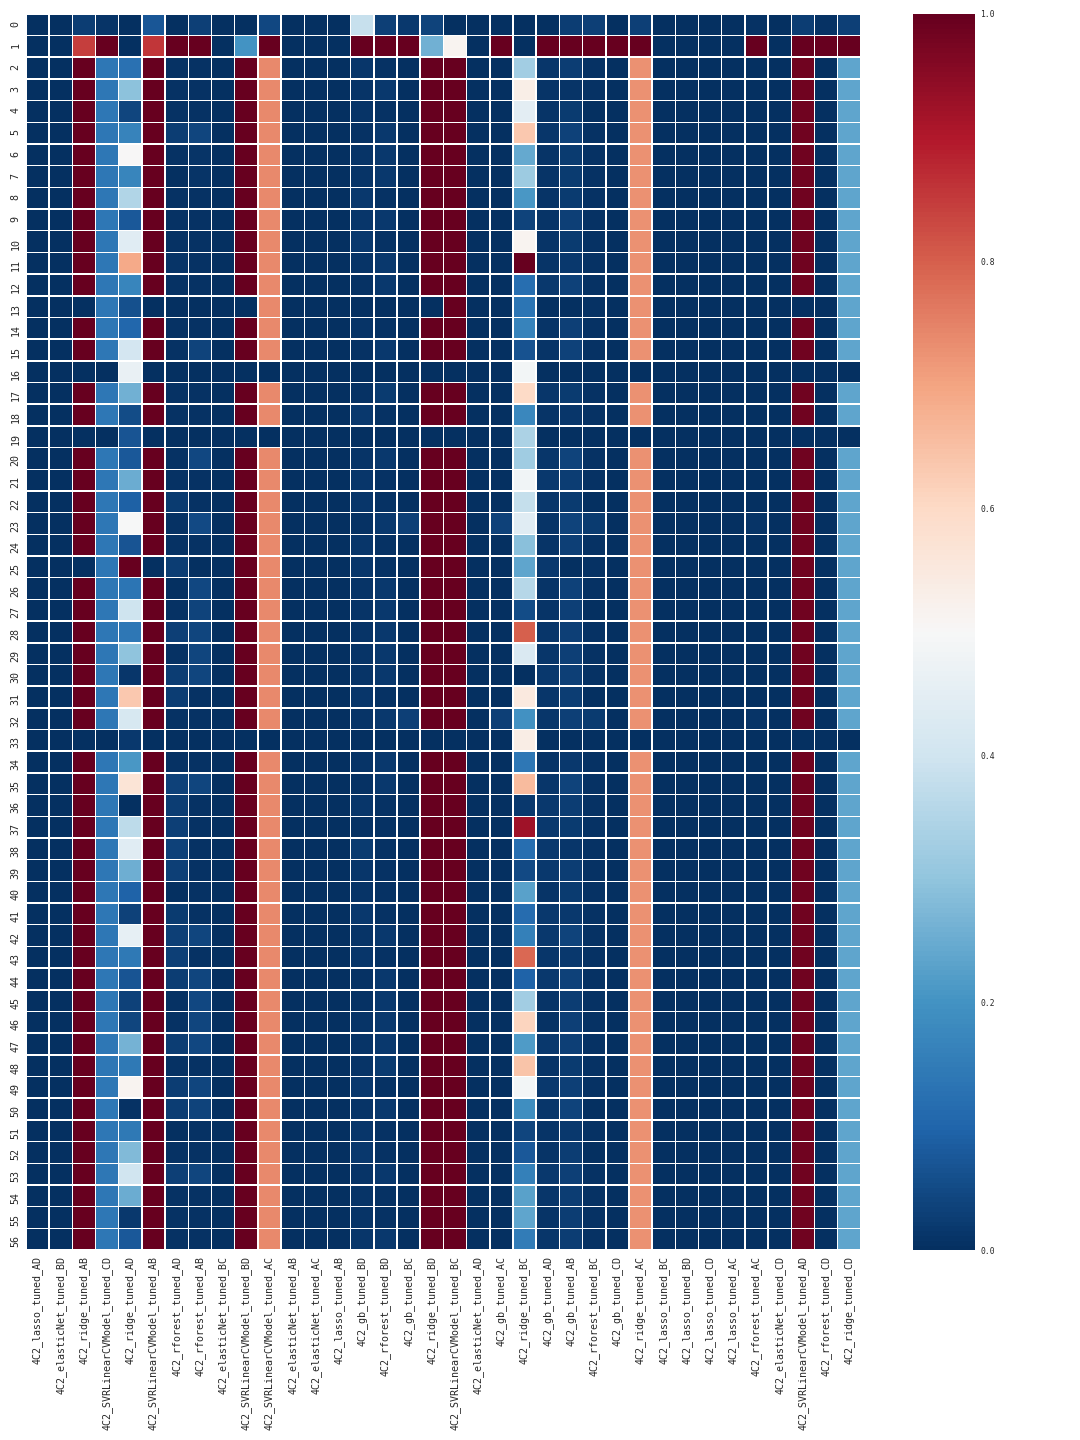 0
1
2
3
4
5
6
7
8
9
10
11
12
13
14
15
16
17
18
19
20
21
22
23
24
25
26
27
28
29
30
31
32
33
34
35
36
37
38
39
40
41
42
43
44
45
46
47
48
49
50
51
52
53
54
55
56
4C2_lasso_tuned_AD
4C2_elasticNet_tuned_BD
4C2_ridge_tuned_AB
4C2_SVRLinearCVModel_tuned_CD
4C2_ridge_tuned_AD
4C2_SVRLinearCVModel_tuned_AB
4C2_rforest_tuned_AD
4C2_rforest_tuned_AB
4C2_elasticNet_tuned_BC
4C2_SVRLinearCVModel_tuned_BD
4C2_SVRLinearCVModel_tuned_AC
4C2_elasticNet_tuned_AB
4C2_elasticNet_tuned_AC
4C2_lasso_tuned_AB
4C2_gb_tuned_BD
4C2_rforest_tuned_BD
4C2_gb_tuned_BC
4C2_ridge_tuned_BD
4C2_SVRLinearCVModel_tuned_BC
4C2_elasticNet_tuned_AD
4C2_gb_tuned_AC
4C2_ridge_tuned_BC
4C2_gb_tuned_AD
4C2_gb_tuned_AB
4C2_rforest_tuned_BC
4C2_gb_tuned_CD
4C2_ridge_tuned_AC
4C2_lasso_tuned_BC
4C2_lasso_tuned_BD
4C2_lasso_tuned_CD
4C2_lasso_tuned_AC
4C2_rforest_tuned_AC
4C2_elasticNet_tuned_CD
4C2_SVRLinearCVModel_tuned_AD
4C2_rforest_tuned_CD
4C2_ridge_tuned_CD
1.0
0.8
0.6
0.4
0.2
0.0